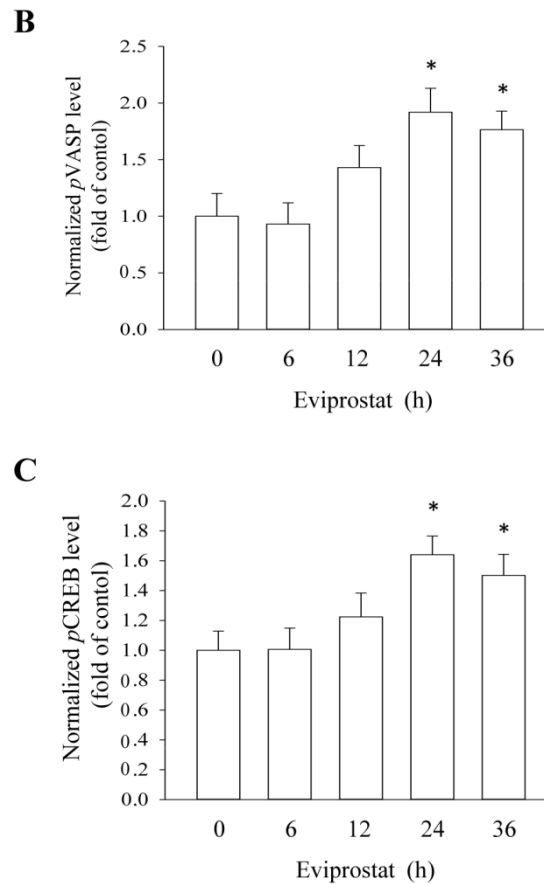 B
Normalized pVASP level
(fold of contol)
2.5
2.0
1.5
1.0
0.5
0.0
*
*
0 6 12 24 36
Eviprostat (h)
C
Normalized pCREB level
(fold of contol)
2.0
1.8
1.6
1.4
1.2
1.0
0.8
0.6
0.4
0.2
0.0
*
*
0 6 12 24 36
Eviprostat (h)